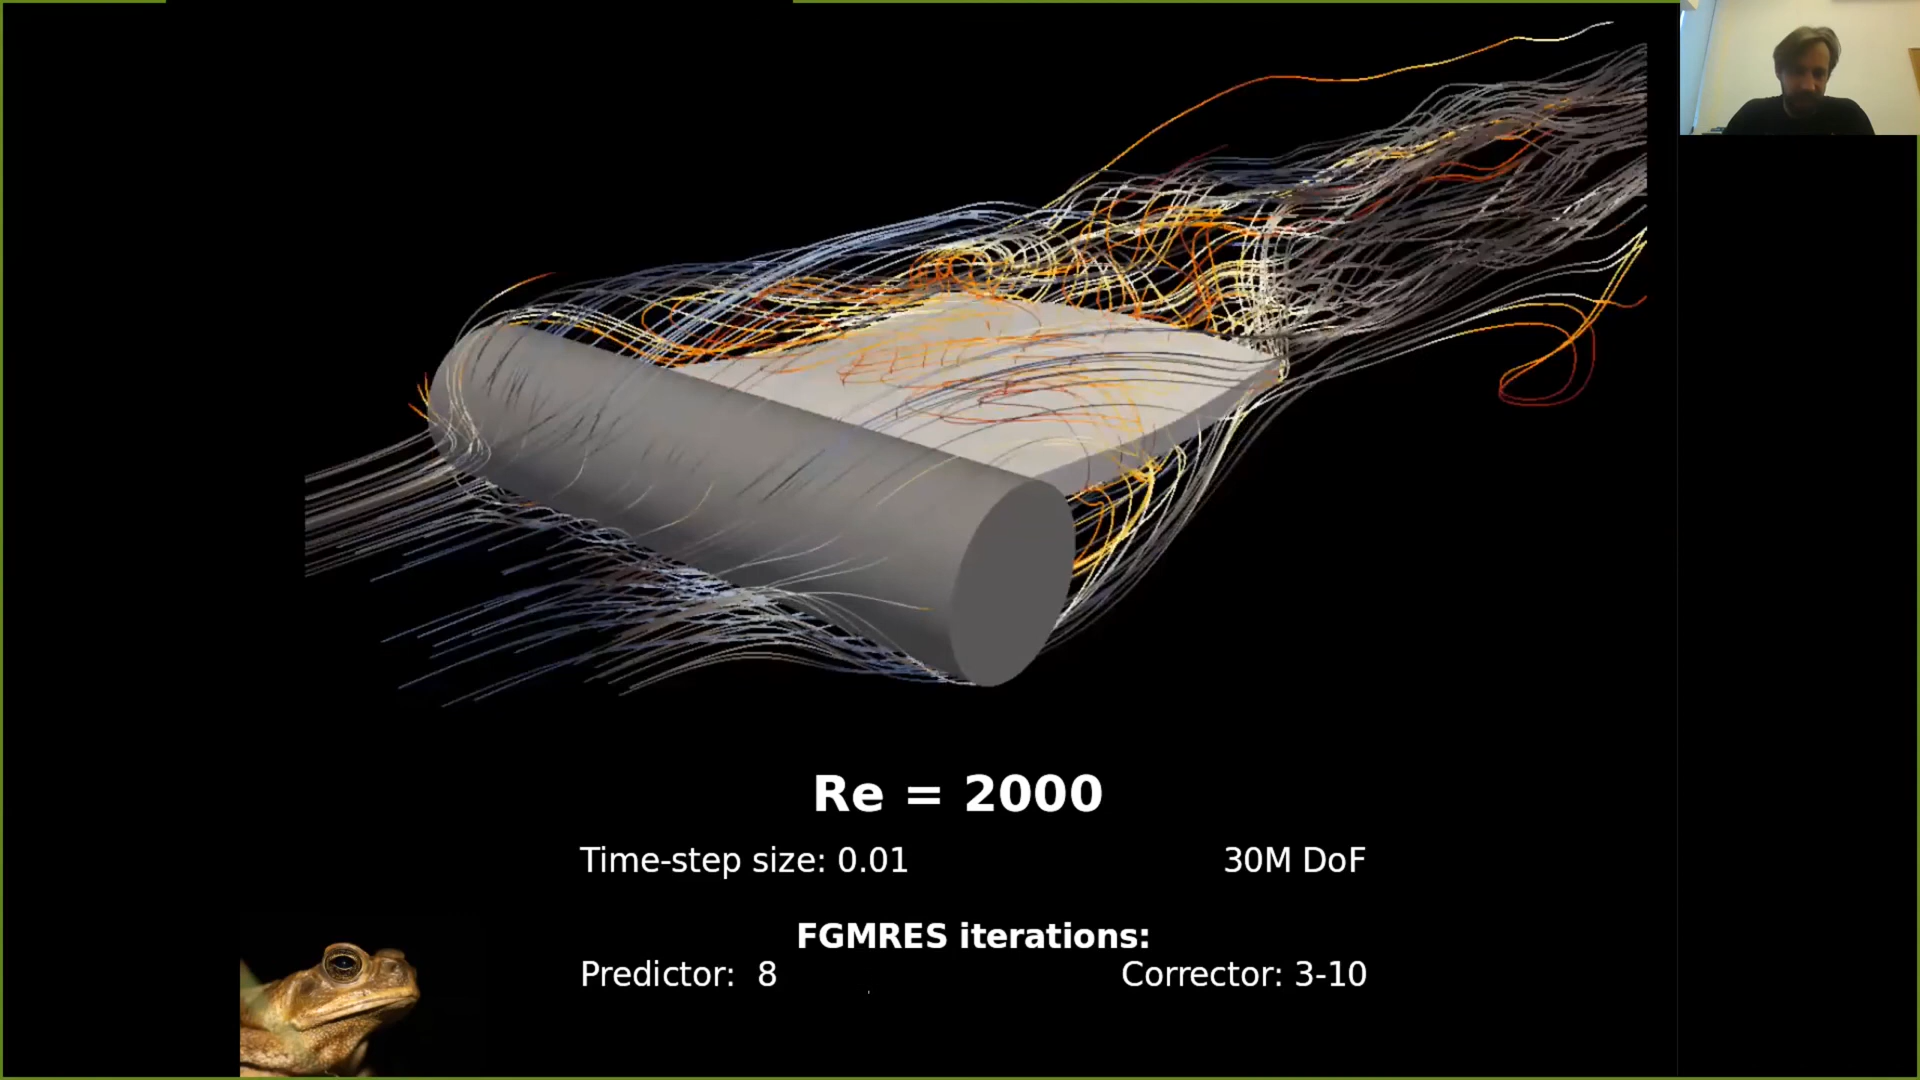 Re = 2000
Time-step size: 0.01 30M DoF
FGMRES iterations:
Predictor: 8 Corrector: 3-10